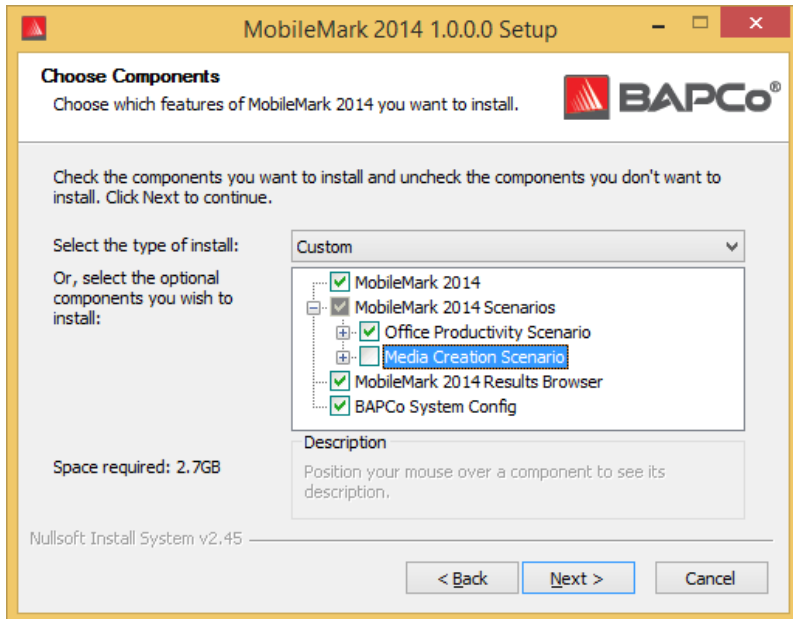 MobileMark 2014 1.0.0.0 Setup
Choose Components
Choose which features of MobileMark 2014 you want to install.
BAPCo®
Check the components you want to install and uncheck the components you don't want to
install. Click Next to continue.
Select the type of install:
Custom
Or, select the optional
components you wish to
install:
MobileMark 2014
MobileMark 2014 Scenarios
Office Productivity Scenario
Media Creation Scenario
MobileMark 2014 Results Browser
BAPCo System Config
Space required: 2.7GB
Description
Position your mouse over a component to see its
description.
Nullsoft Install System v2.45
< Back
Next >
Cancel